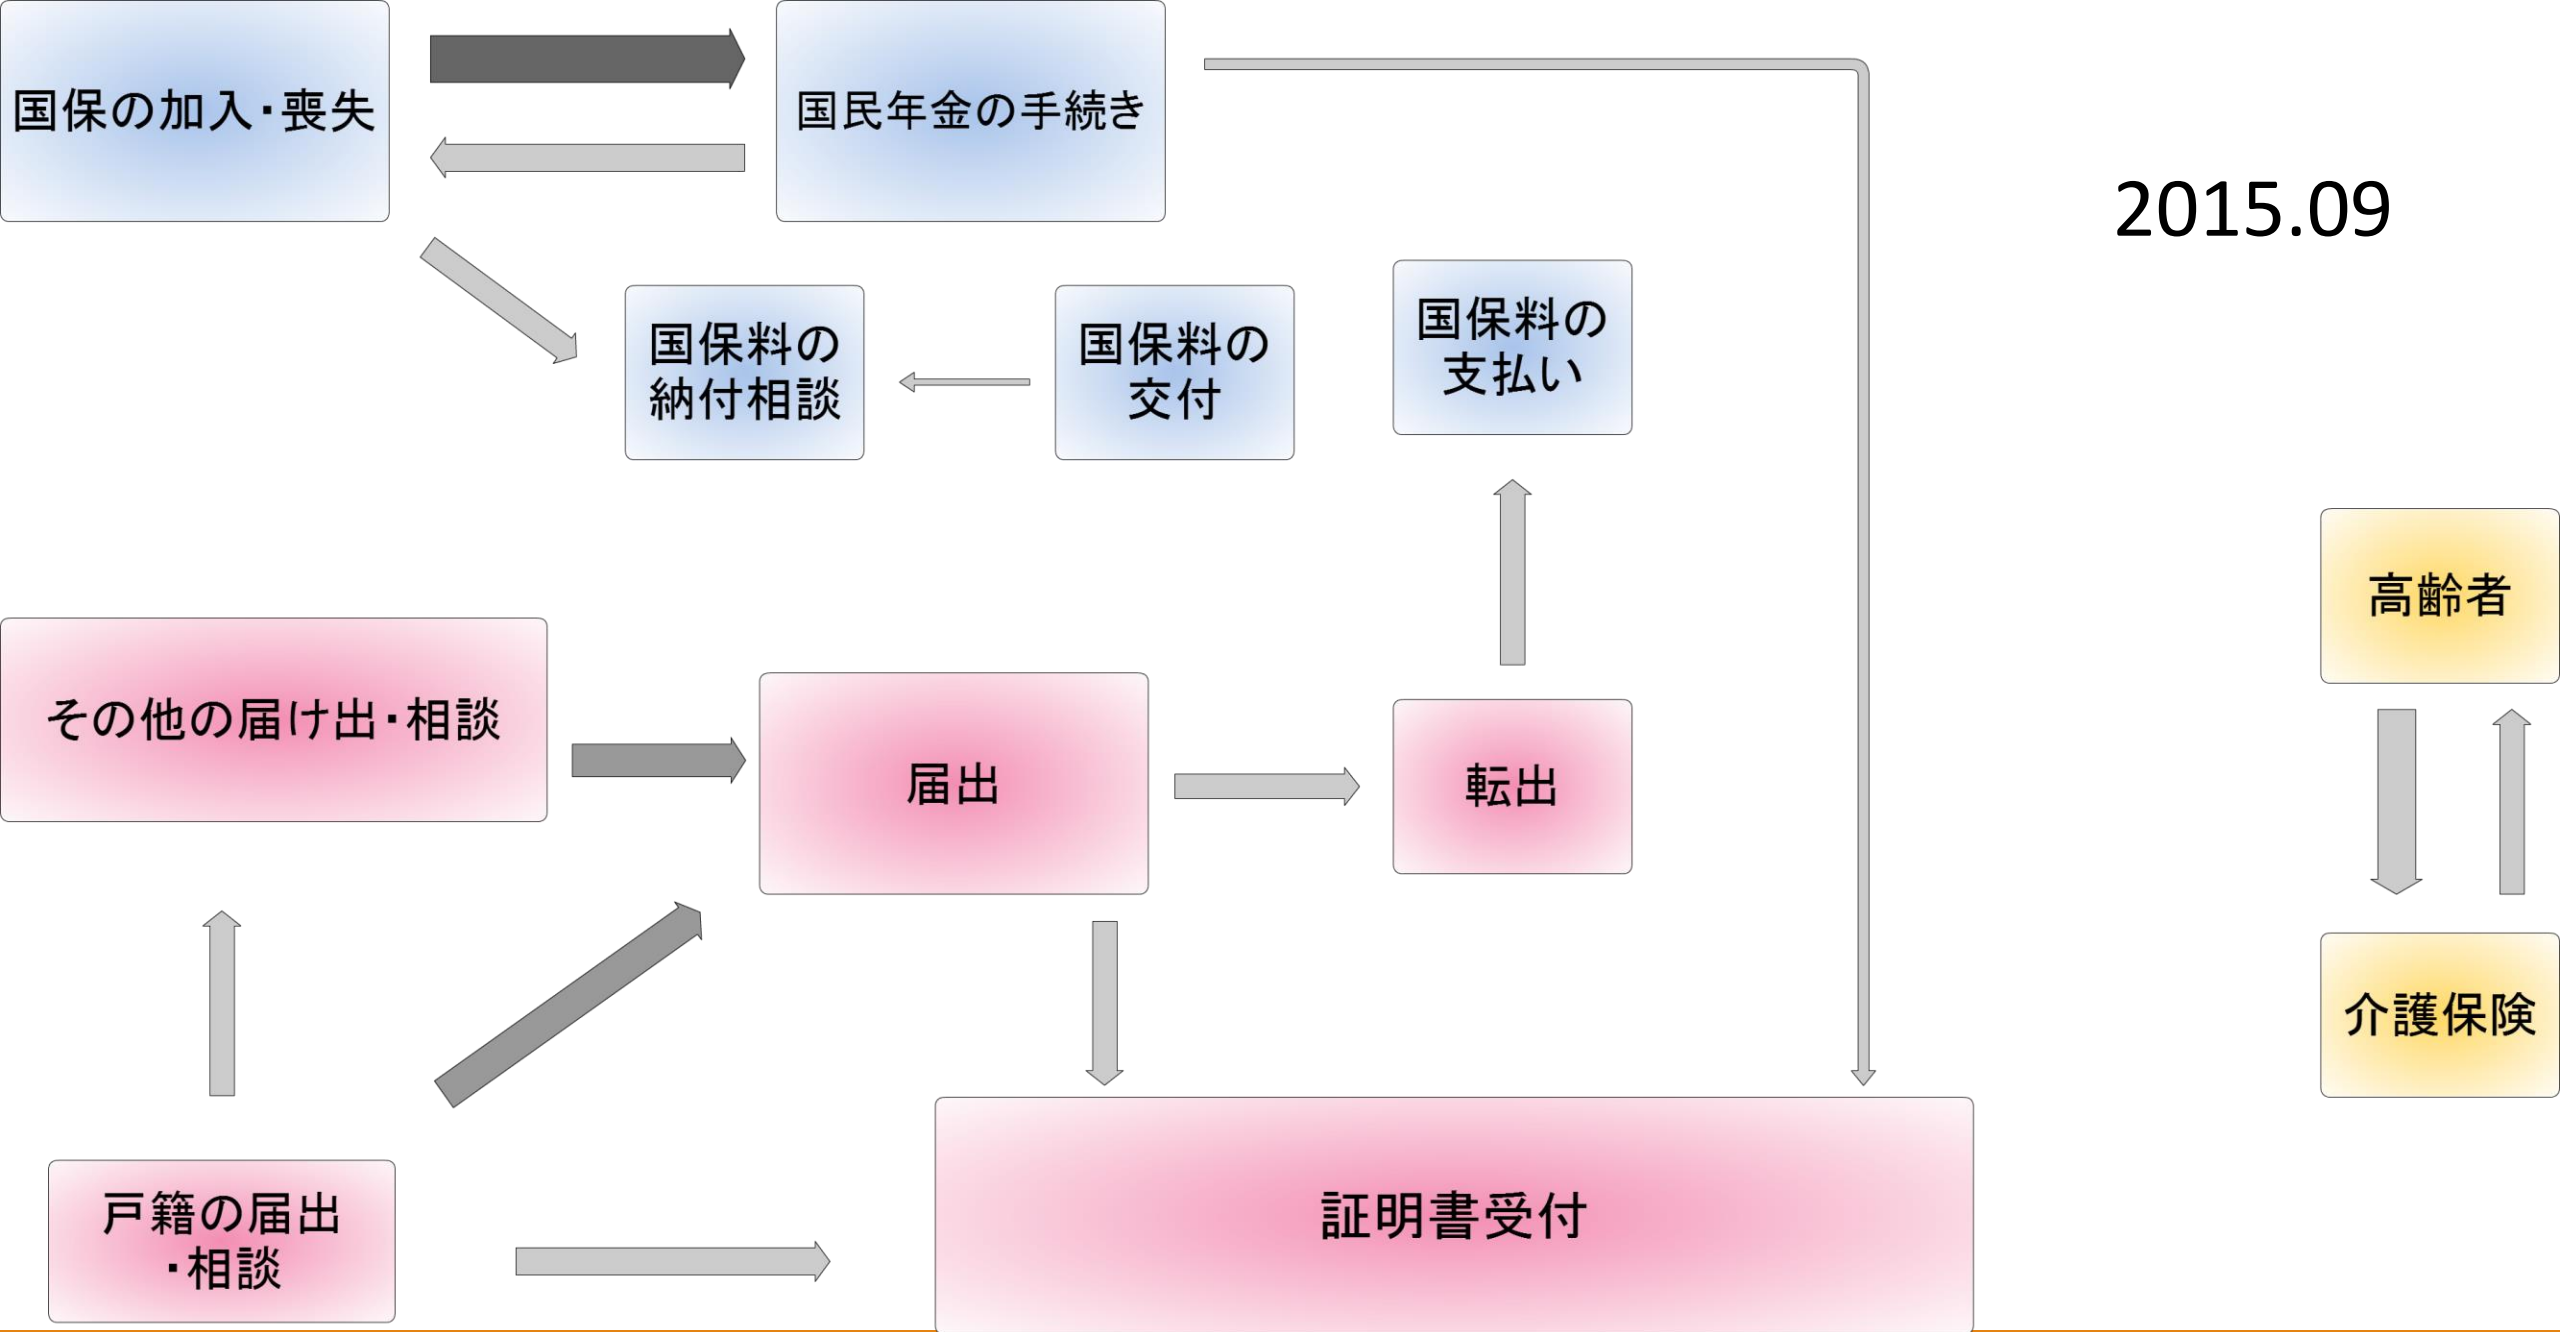 国保の加入・喪失
国民年金の手続き
2015.09
国保料の
納付相談
国保料の
交付
国保料の
支払い
高齢者
その他の届け出・相談
届出
転出
介護保険
戸籍の届出
・相談
証明書受付